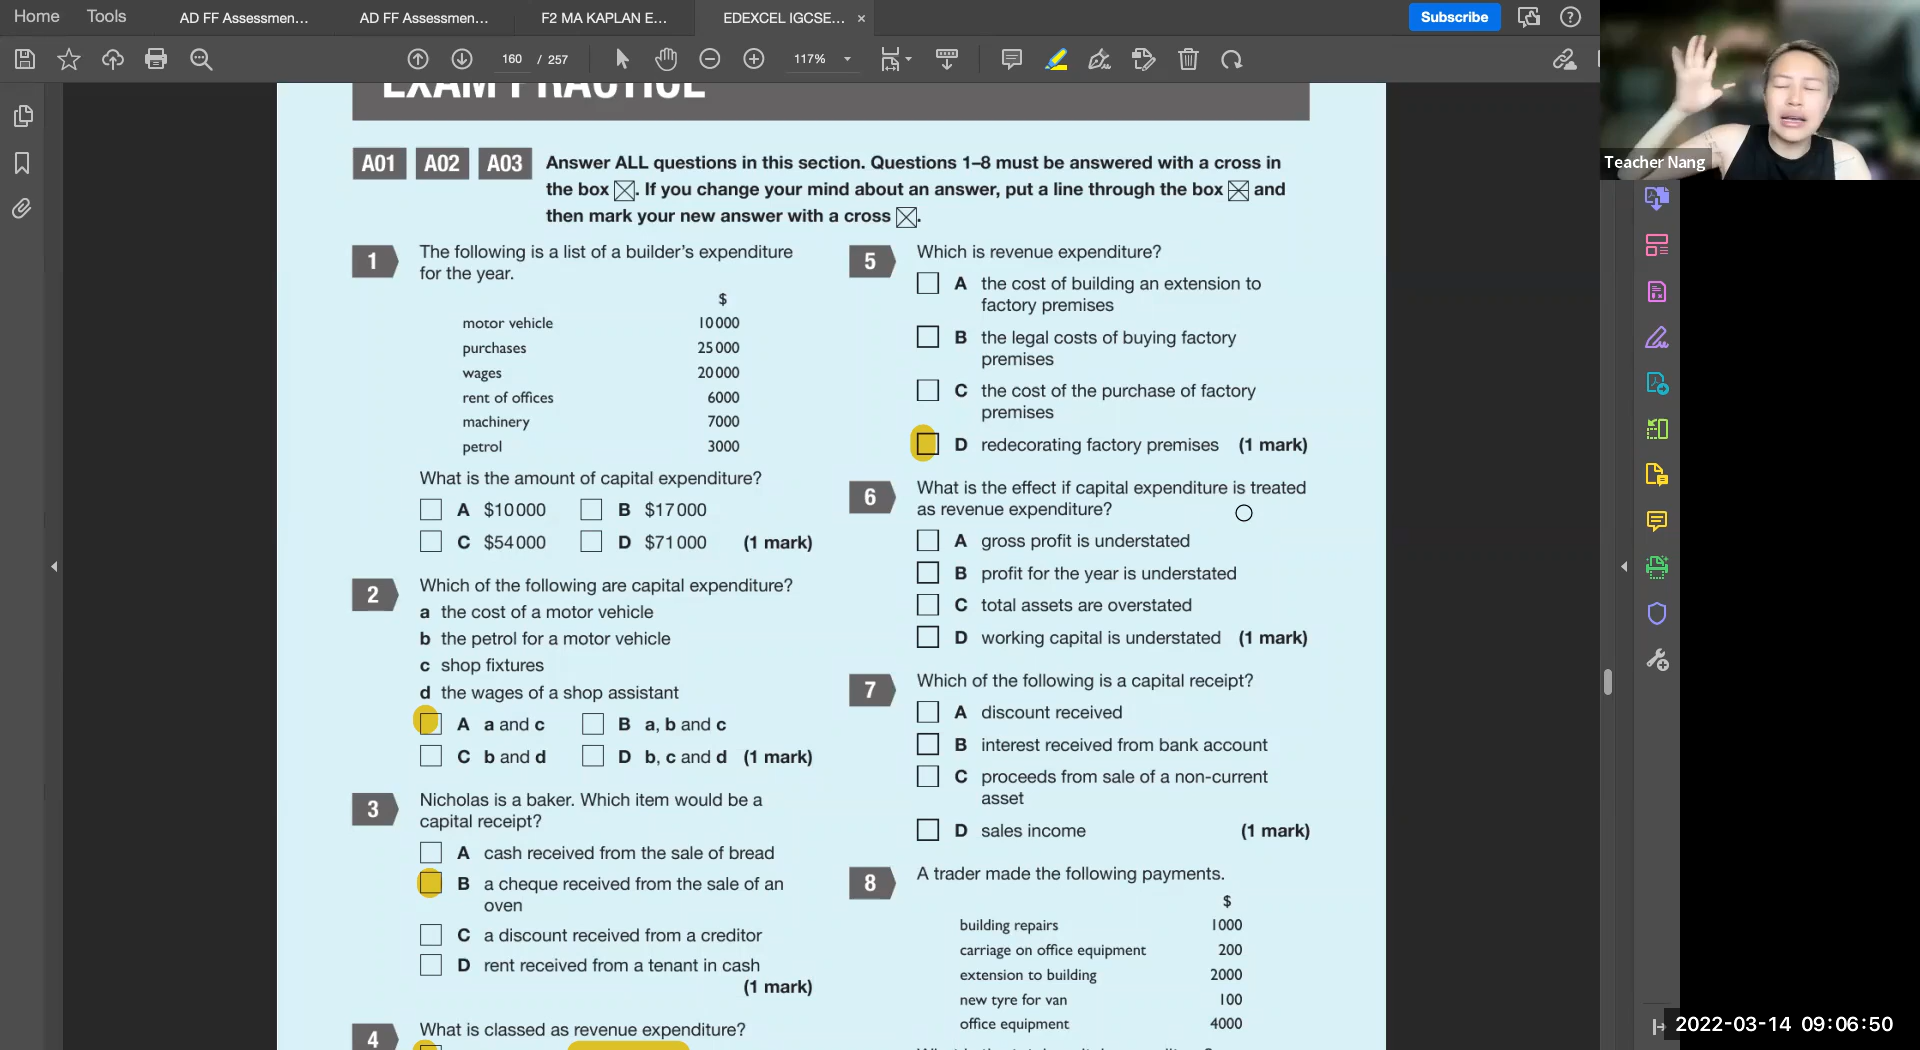 Home
Tools
AD FF Assessmen...
AD FF Assessmen...
F2 MA KAPLAN E...
EDEXCEL IGCSE...
×
Subscribe
160 / 257
117%
Teacher Nang
EXAM PRACTICE
A01 A02 A03
Answer ALL questions in this section. Questions 1–8 must be answered with a cross in
the box ☒. If you change your mind about an answer, put a line through the box and
then mark your new answer with a cross ☒.
1
The following is a list of a builder’s expenditure
for the year.
$
motor vehicle 10000
purchases 25000
wages 20000
rent of offices 6000
machinery 7000
petrol 3000
What is the amount of capital expenditure?
A $10000 B $17000
C $54000 D $71000 (1 mark)
2
Which of the following are capital expenditure?
a the cost of a motor vehicle
b the petrol for a motor vehicle
c shop fixtures
d the wages of a shop assistant
A a and c B a, b and c
C b and d D b, c and d (1 mark)
3
Nicholas is a baker. Which item would be a
capital receipt?
A cash received from the sale of bread
B a cheque received from the sale of an
oven
C a discount received from a creditor
D rent received from a tenant in cash
(1 mark)
4
What is classed as revenue expenditure?
5
Which is revenue expenditure?
A the cost of building an extension to
factory premises
B the legal costs of buying factory
premises
C the cost of the purchase of factory
premises
D redecorating factory premises (1 mark)
6
What is the effect if capital expenditure is treated
as revenue expenditure?
A gross profit is understated
B profit for the year is understated
C total assets are overstated
D working capital is understated (1 mark)
7
Which of the following is a capital receipt?
A discount received
B interest received from bank account
C proceeds from sale of a non-current
asset
D sales income (1 mark)
8
A trader made the following payments.
$
building repairs 1000
carriage on office equipment 200
extension to building 2000
new tyre for van 100
office equipment 4000
2022-03-14 09:06:50